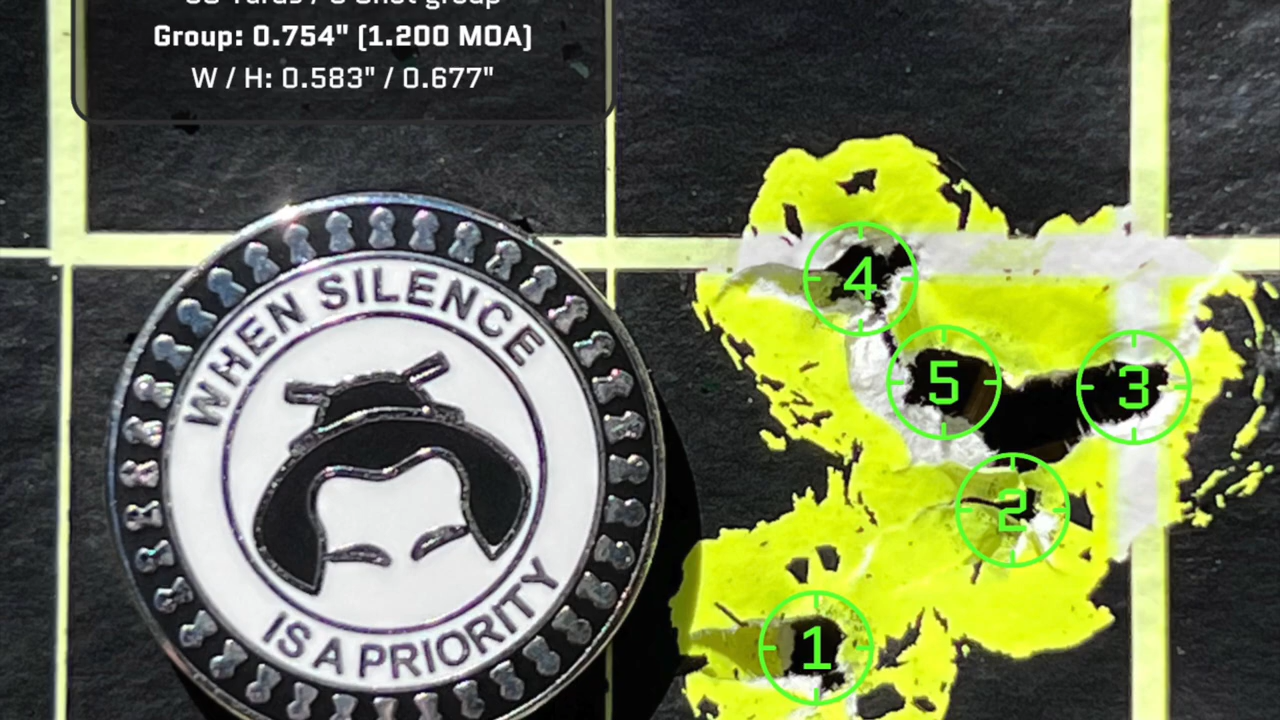 Group: 0.754" (1.200 MOA)
W / H: 0.583" / 0.677"
WHEN SILENCE
IS A PRIORITY
4
5
3
2
1